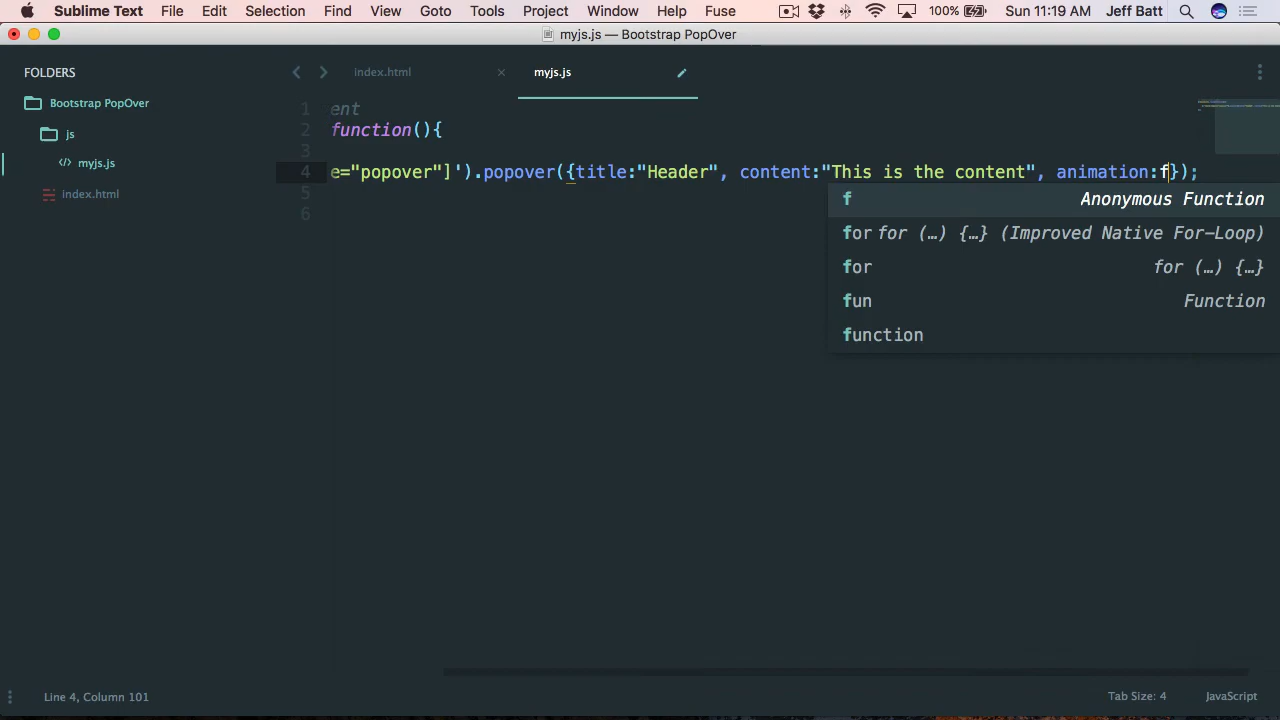 Sublime Text File Edit Selection Find View Goto Tools Project Window Help Fuse 100% Sun 11:19 AM Jeff Batt
myjs.js — Bootstrap PopOver
FOLDERS
Bootstrap PopOver
js
myjs.js
index.html
index.html myjs.js
1 ent
2 function(){
3
4 e="popover"]').popover({title:"Header", content:"This is the content", animation:f});
5
6
f Anonymous Function
for for (…) {…} (Improved Native For-Loop)
for for (…) {…}
fun Function
function
Line 4, Column 101 Tab Size: 4 JavaScript